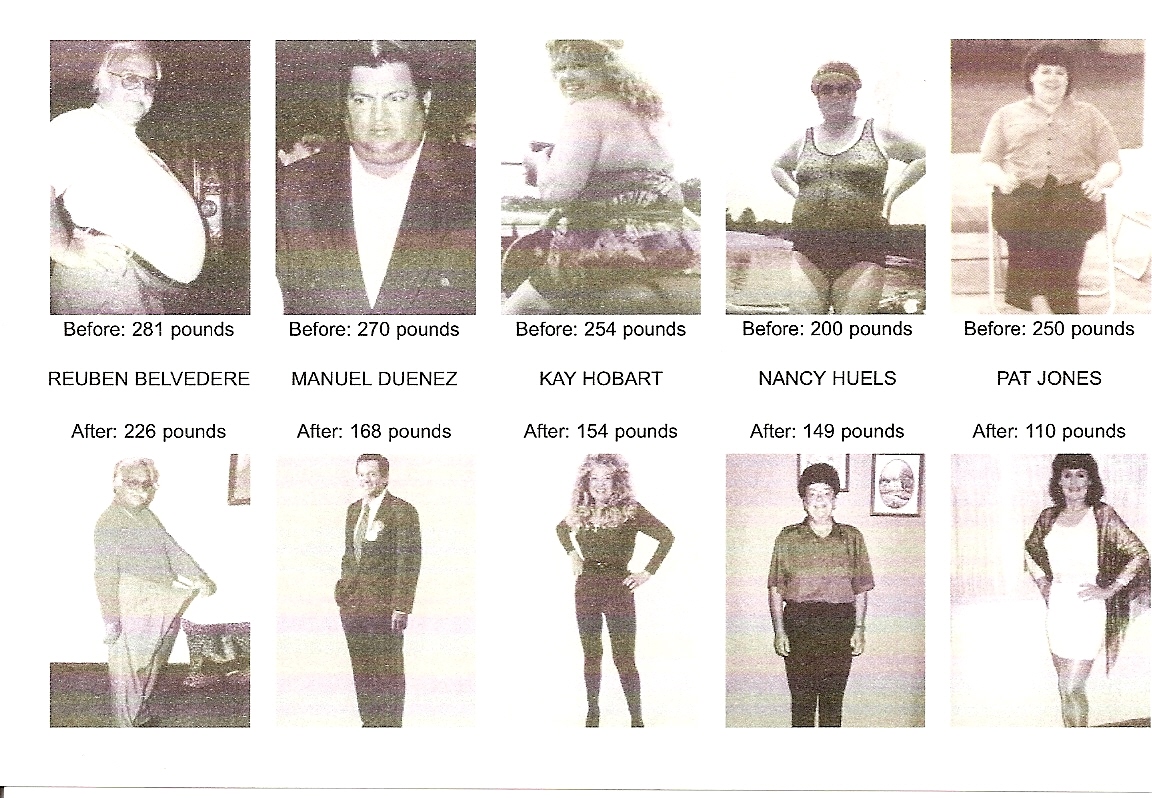 Before: 281 pounds
Before: 270 pounds
Before: 254 pounds
Before: 200 pounds
Before: 250 pounds
REUBEN BELVEDERE
MANUEL DUENEZ
KAY HOBART
NANCY HUELS
PAT JONES
After: 226 pounds
After: 168 pounds
After: 154 pounds
After: 149 pounds
After: 110 pounds